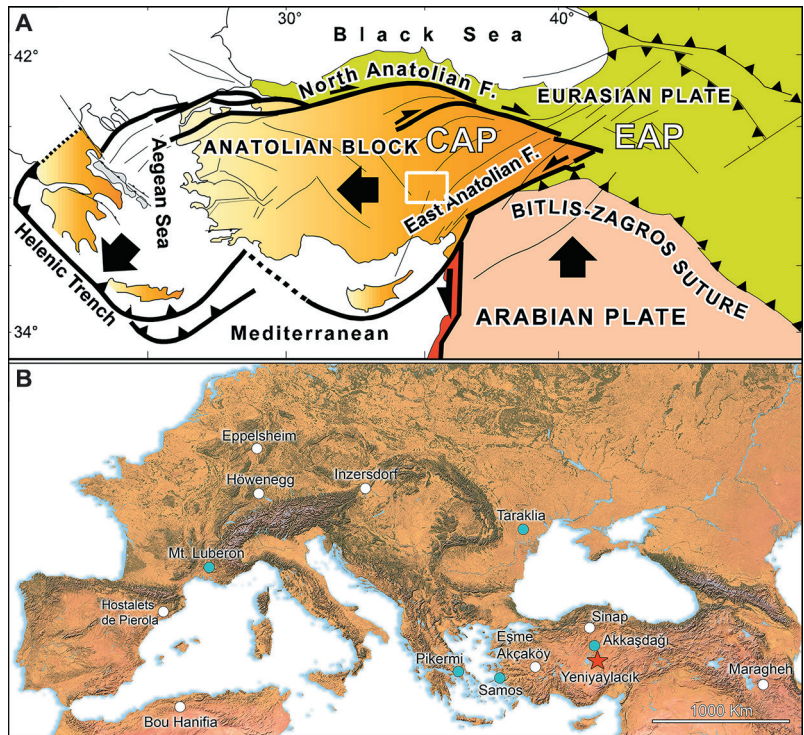 A
30°
40°
42°
Black Sea
North Anatolian F.
EURASIAN PLATE
ANATOLIAN BLOCK
CAP
EAP
Aegean Sea
East Anatolian F.
BITLIS-ZAGROS
SUTURE
Helenic Trench
Mediterranean
ARABIAN PLATE
34°
B
Eppelsheim
Höwenegg
Inzersdorf
Taraklia
Mt. Luberon
Hostalets
de Pierola
Sinap
Akkaşdağı
Eşme
Akçaköy
Pikermi
Yeniyaylacık
Maragheh
Samos
Bou Hanifia
1000 Km